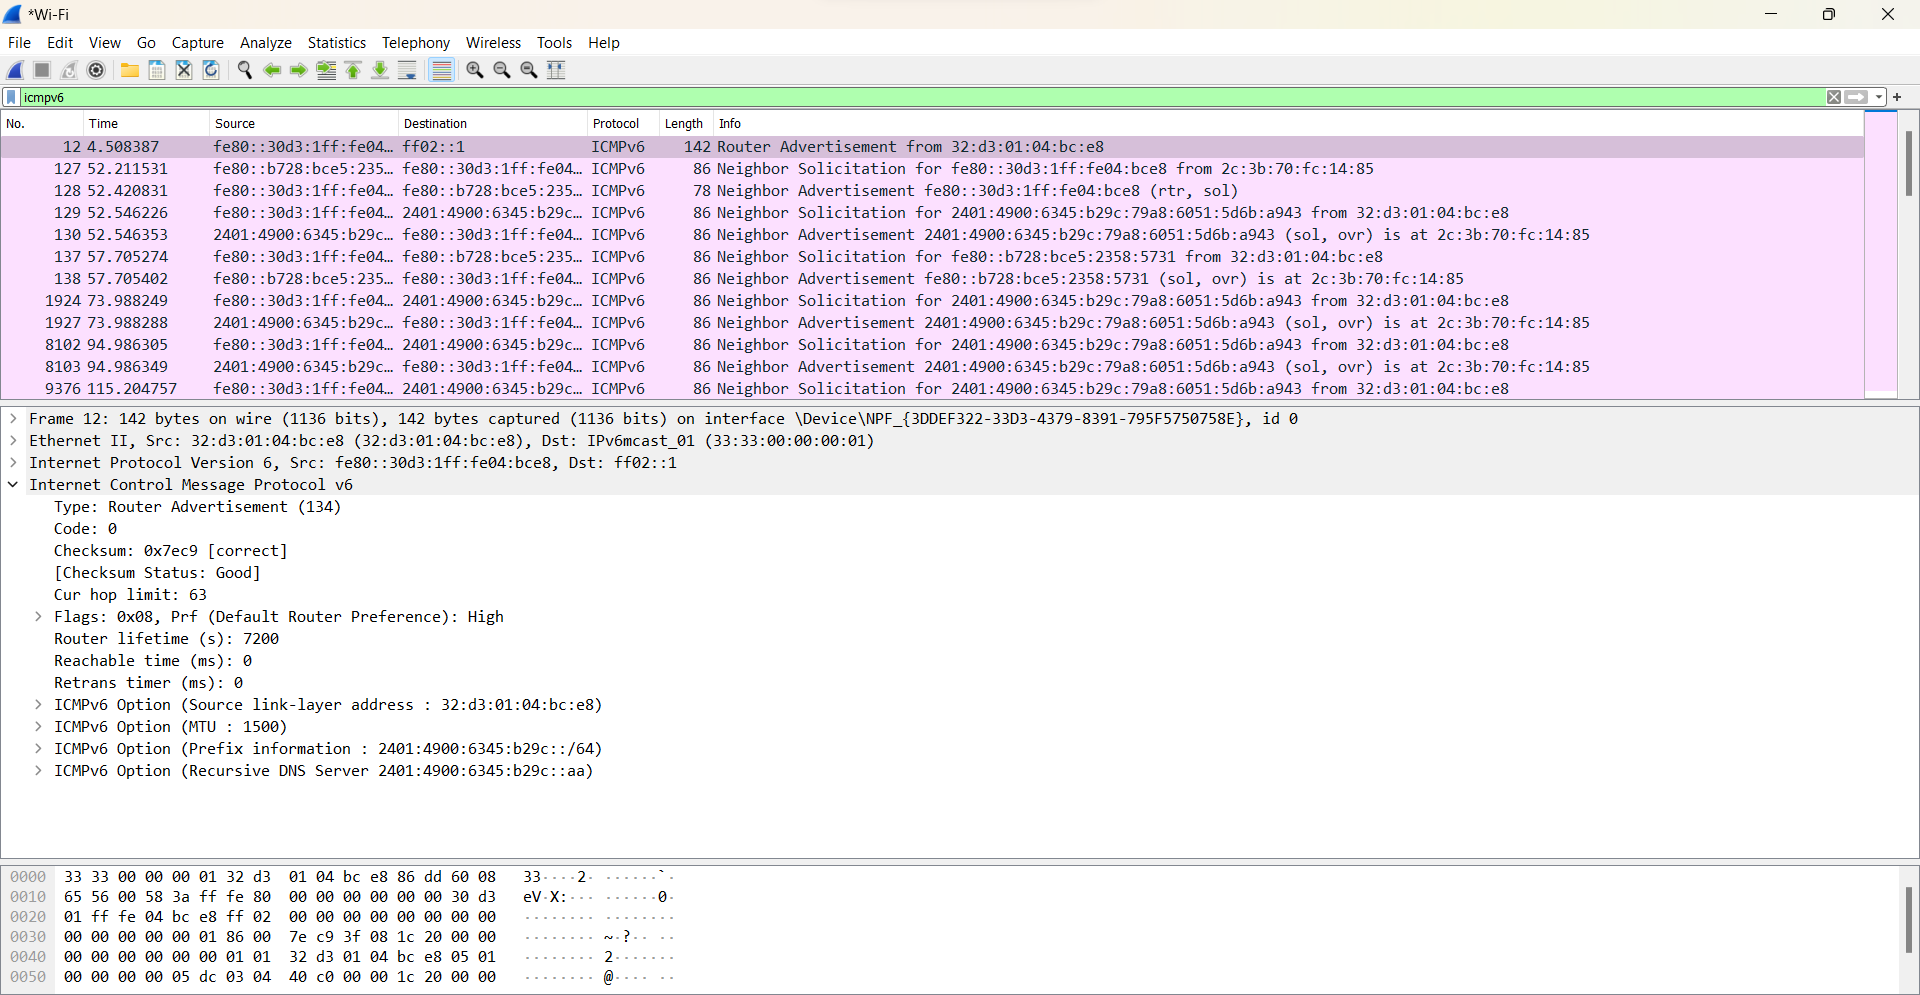 *Wi-Fi
File Edit View Go Capture Analyze Statistics Telephony Wireless Tools Help
icmpv6
No. Time Source Destination Protocol Length Info
12 4.508387 fe80::30d3:1ff:fe04… ff02::1 ICMPv6 142 Router Advertisement from 32:d3:01:04:bc:e8
127 52.211531 fe80::b728:bce5:235… fe80::30d3:1ff:fe04… ICMPv6 86 Neighbor Solicitation for fe80::30d3:1ff:fe04:bce8 from 2c:3b:70:fc:14:85
128 52.420831 fe80::30d3:1ff:fe04… fe80::b728:bce5:235… ICMPv6 78 Neighbor Advertisement fe80::30d3:1ff:fe04:bce8 (rtr, sol)
129 52.546226 fe80::30d3:1ff:fe04… 2401:4900:6345:b29c… ICMPv6 86 Neighbor Solicitation for 2401:4900:6345:b29c:79a8:6051:5d6b:a943 from 32:d3:01:04:bc:e8
130 52.546353 2401:4900:6345:b29c… fe80::30d3:1ff:fe04… ICMPv6 86 Neighbor Advertisement 2401:4900:6345:b29c:79a8:6051:5d6b:a943 (sol, ovr) is at 2c:3b:70:fc:14:85
137 57.705274 fe80::30d3:1ff:fe04… fe80::b728:bce5:235… ICMPv6 86 Neighbor Solicitation for fe80::b728:bce5:2358:5731 from 32:d3:01:04:bc:e8
138 57.705402 fe80::b728:bce5:235… fe80::30d3:1ff:fe04… ICMPv6 86 Neighbor Advertisement fe80::b728:bce5:2358:5731 (sol, ovr) is at 2c:3b:70:fc:14:85
1924 73.988249 fe80::30d3:1ff:fe04… 2401:4900:6345:b29c… ICMPv6 86 Neighbor Solicitation for 2401:4900:6345:b29c:79a8:6051:5d6b:a943 from 32:d3:01:04:bc:e8
1927 73.988288 2401:4900:6345:b29c… fe80::30d3:1ff:fe04… ICMPv6 86 Neighbor Advertisement 2401:4900:6345:b29c:79a8:6051:5d6b:a943 (sol, ovr) is at 2c:3b:70:fc:14:85
8102 94.986305 fe80::30d3:1ff:fe04… 2401:4900:6345:b29c… ICMPv6 86 Neighbor Solicitation for 2401:4900:6345:b29c:79a8:6051:5d6b:a943 from 32:d3:01:04:bc:e8
8103 94.986349 2401:4900:6345:b29c… fe80::30d3:1ff:fe04… ICMPv6 86 Neighbor Advertisement 2401:4900:6345:b29c:79a8:6051:5d6b:a943 (sol, ovr) is at 2c:3b:70:fc:14:85
9376 115.204757 fe80::30d3:1ff:fe04… 2401:4900:6345:b29c… ICMPv6 86 Neighbor Solicitation for 2401:4900:6345:b29c:79a8:6051:5d6b:a943 from 32:d3:01:04:bc:e8
Frame 12: 142 bytes on wire (1136 bits), 142 bytes captured (1136 bits) on interface \Device\NPF_{3DDEF322-33D3-4379-8391-795F5750758E}, id 0
Ethernet II, Src: 32:d3:01:04:bc:e8 (32:d3:01:04:bc:e8), Dst: IPv6mcast_01 (33:33:00:00:00:01)
Internet Protocol Version 6, Src: fe80::30d3:1ff:fe04:bce8, Dst: ff02::1
Internet Control Message Protocol v6
Type: Router Advertisement (134)
Code: 0
Checksum: 0x7ec9 [correct]
[Checksum Status: Good]
Cur hop limit: 63
Flags: 0x08, Prf (Default Router Preference): High
Router lifetime (s): 7200
Reachable time (ms): 0
Retrans timer (ms): 0
ICMPv6 Option (Source link-layer address : 32:d3:01:04:bc:e8)
ICMPv6 Option (MTU : 1500)
ICMPv6 Option (Prefix information : 2401:4900:6345:b29c::/64)
ICMPv6 Option (Recursive DNS Server 2401:4900:6345:b29c::aa)
0000 33 33 00 00 00 01 32 d3 01 04 bc e8 86 dd 60 08 33····2· ······`·
0010 65 56 00 58 3a ff fe 80 00 00 00 00 00 00 30 d3 eV·X:··· ······0·
0020 01 ff fe 04 bc e8 ff 02 00 00 00 00 00 00 00 00 ········ ········
0030 00 00 00 00 00 01 86 00 7e c9 3f 08 1c 20 00 00 ········ ~·?·· ··
0040 00 00 00 00 00 00 01 01 32 d3 01 04 bc e8 05 01 ········ 2·······
0050 00 00 00 00 05 dc 03 04 40 c0 00 00 1c 20 00 00 ········ @···· ··